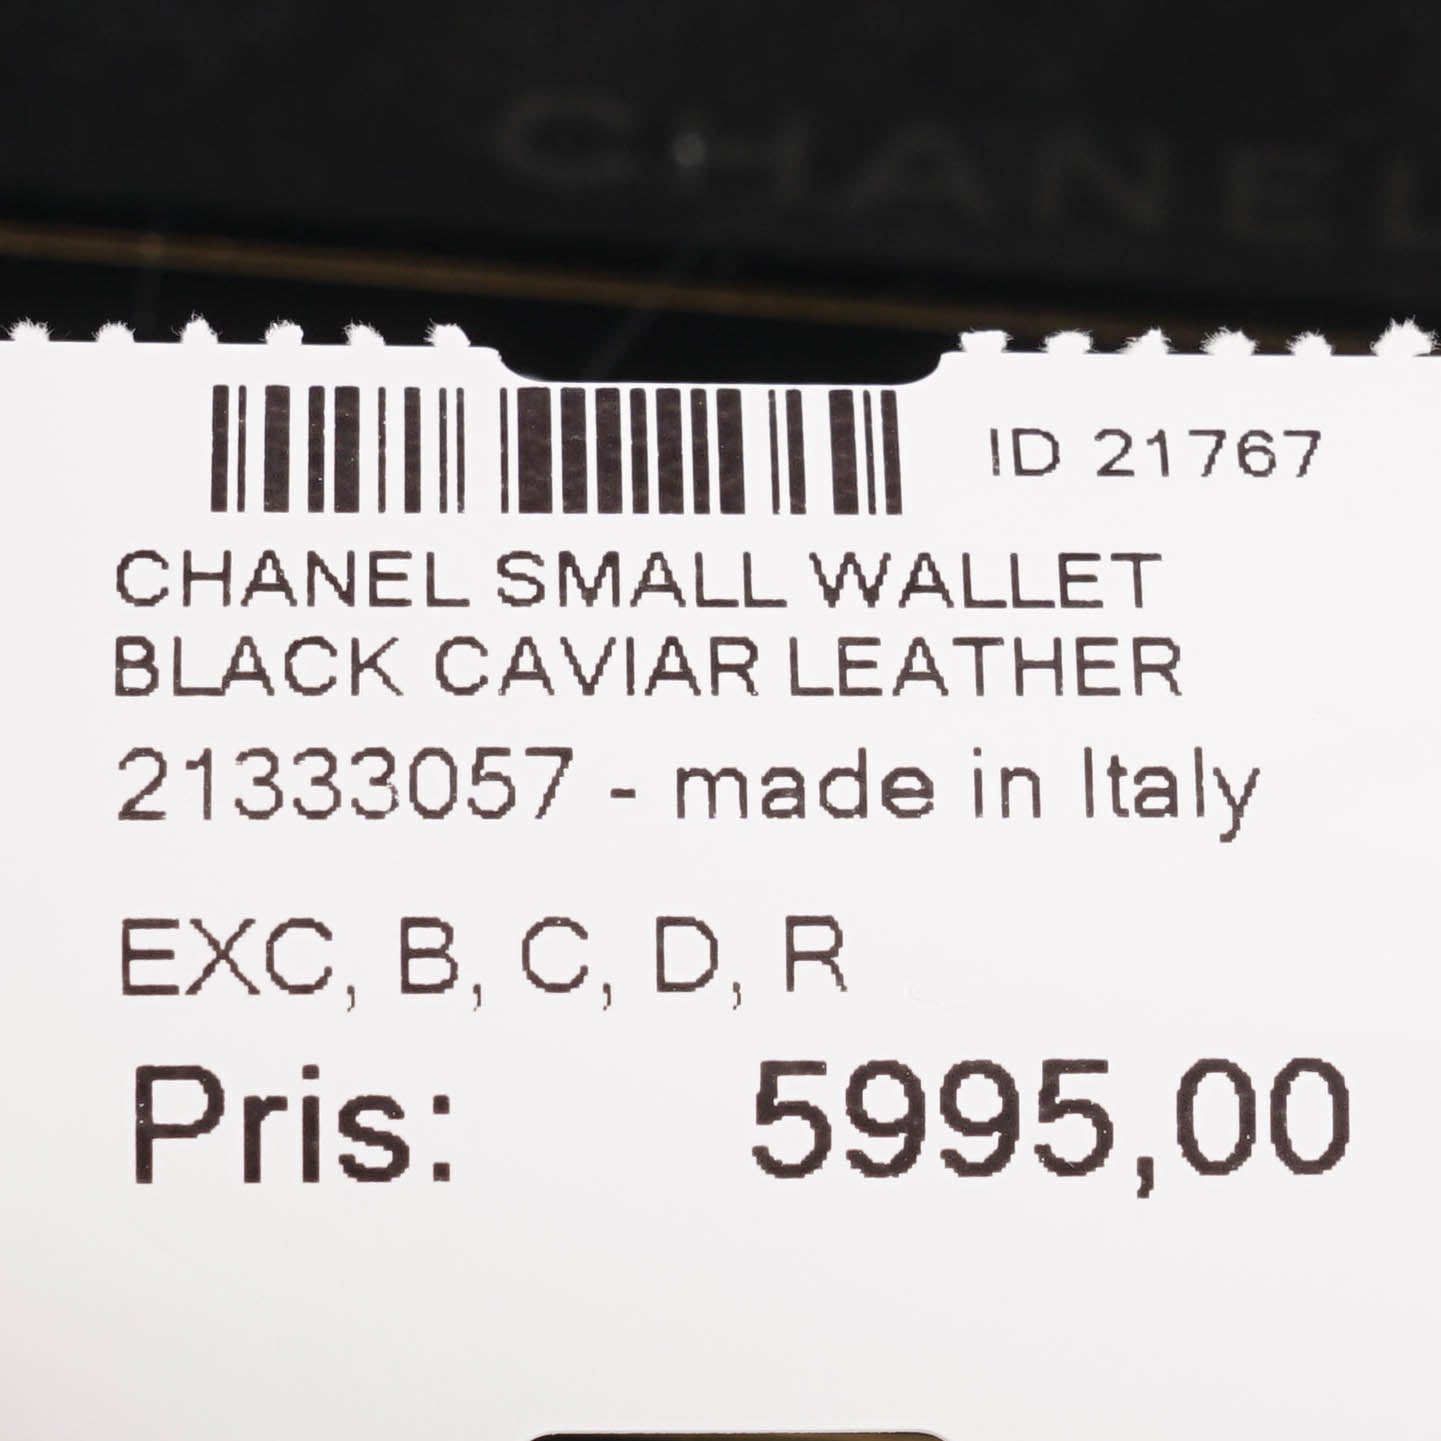 CHANEL
ID 21767
CHANEL SMALL WALLET
BLACK CAVIAR LEATHER
21333057 - made in Italy
EXC, B, C, D, R
Pris: 5995,00